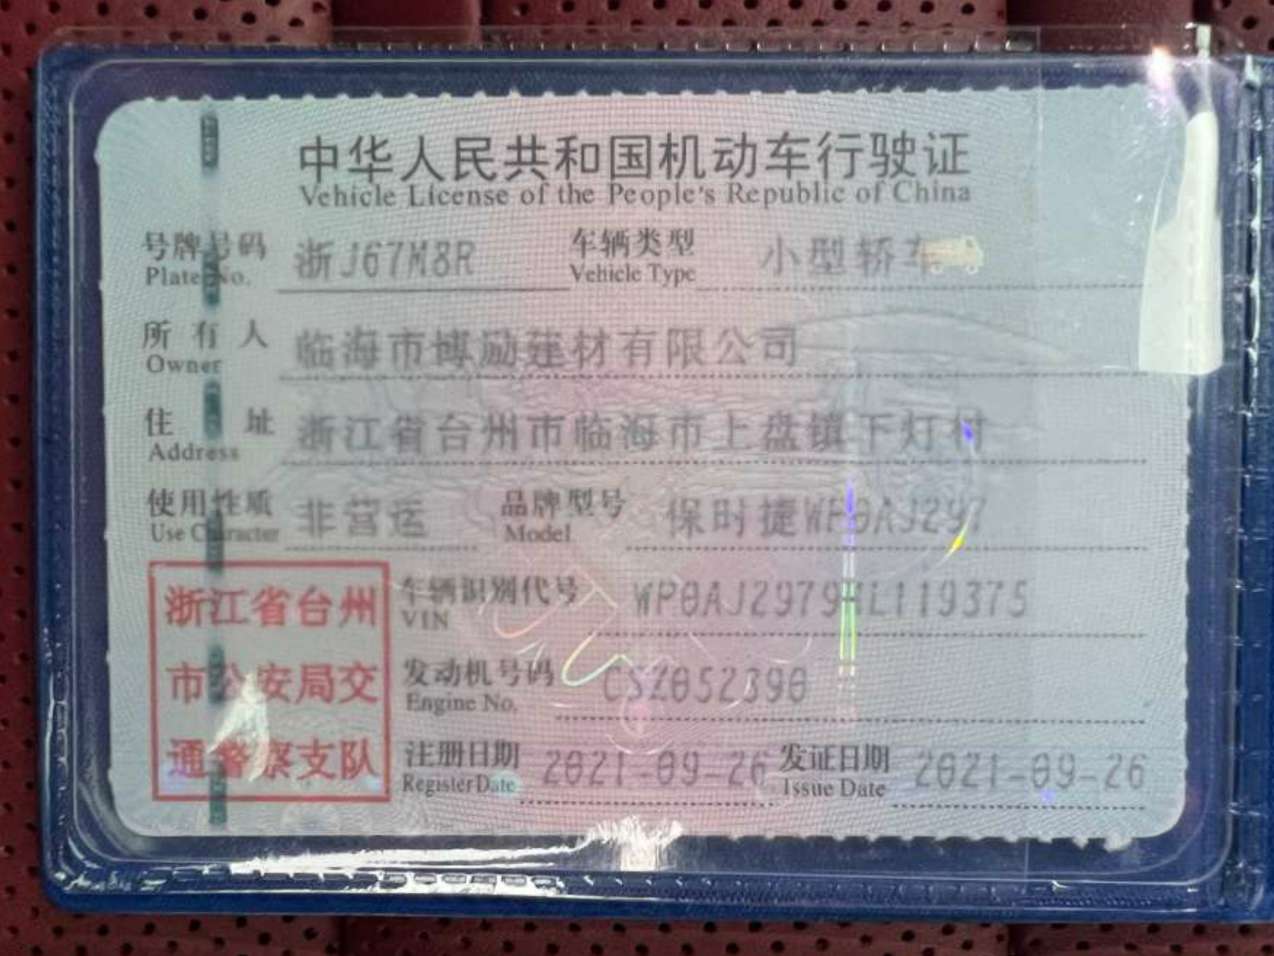 中华人民共和国机动车行驶证
Vehicle License of the People's Republic of China
号牌号码 浙J67M8R 车辆类型 小型轿车
Plate No. Vehicle Type
所有人 临海市博励建材有限公司
Owner
住址 浙江省台州市临海市上盘镇下灯村
Address
使用性质 非营运 品牌型号 保时捷WP0AJ297
Use Character Model
浙江省台州
市公安局交
通警察支队
车辆识别代号
VIN
发动机号码 CSZ052390
Engine No.
注册日期 2021-09-26 发证日期 2021-09-26
Register Date Issue Date